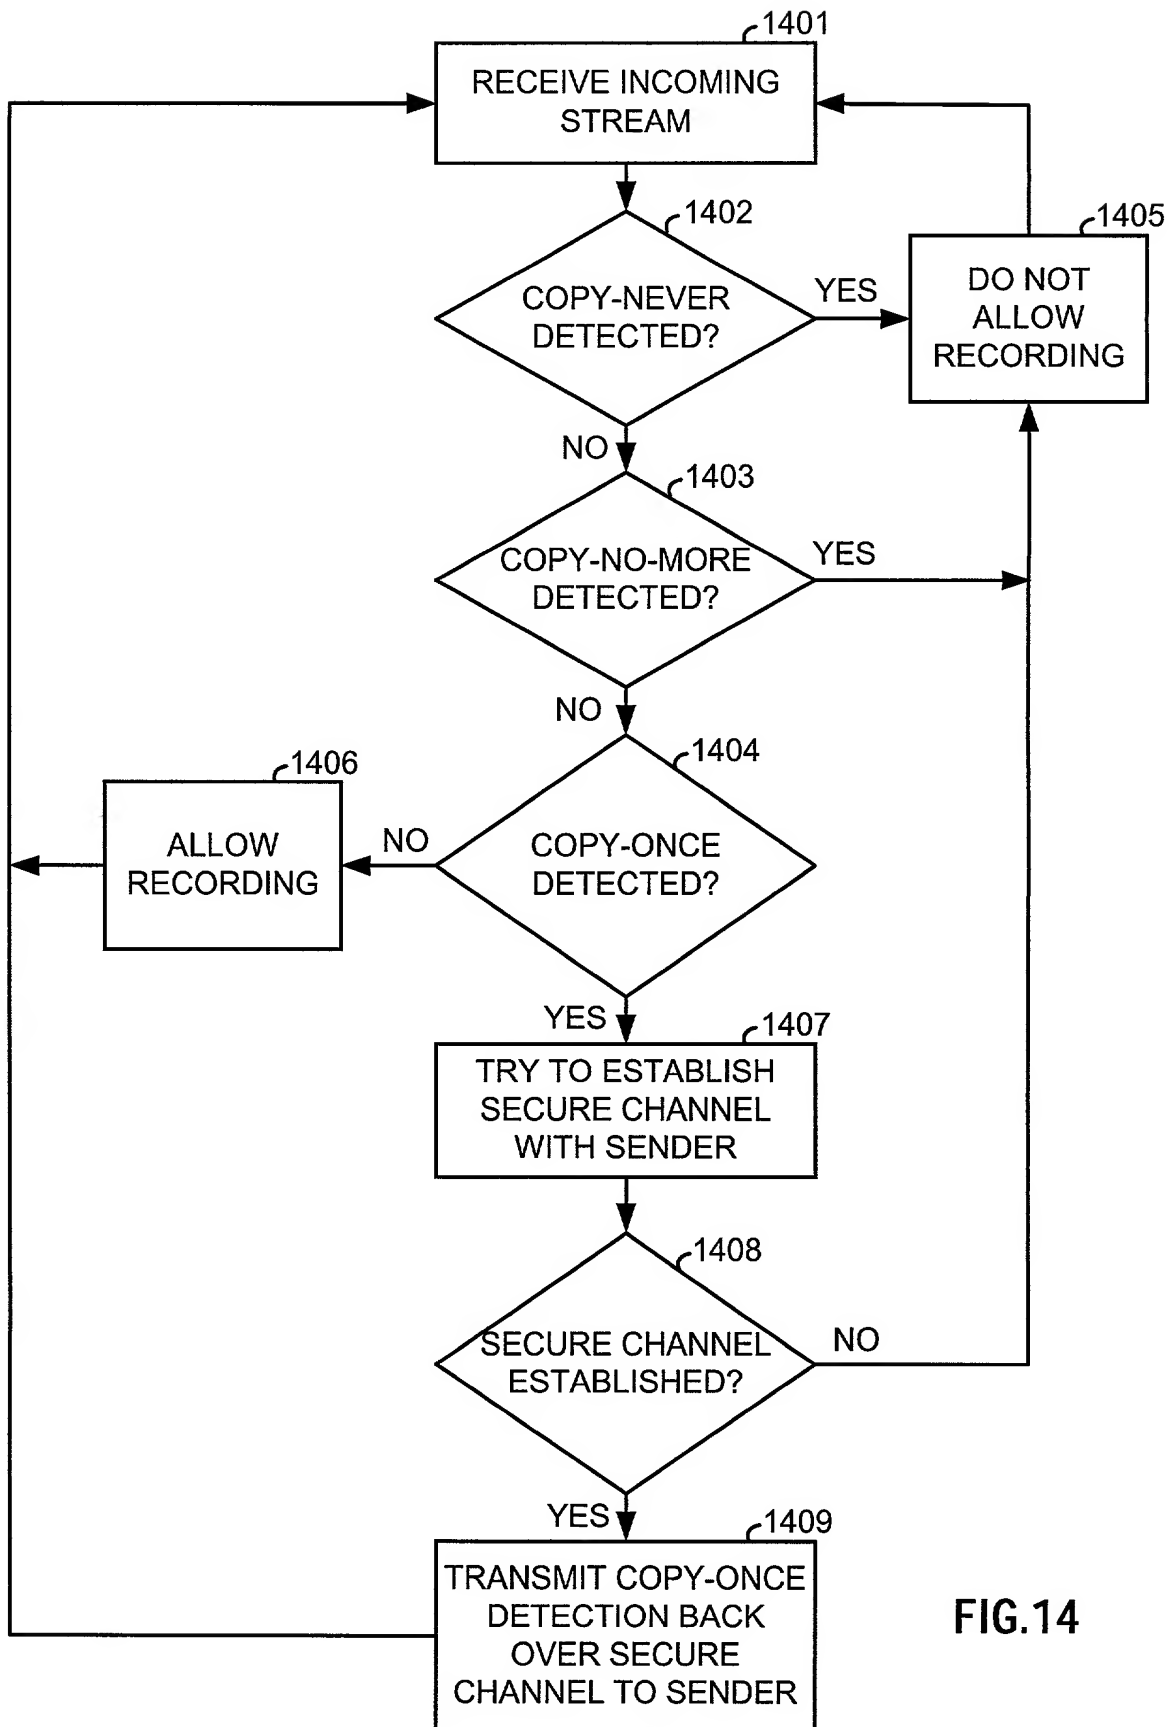 1401
RECEIVE INCOMING
STREAM
1402
COPY-NEVER
DETECTED?
YES
1405
DO NOT
ALLOW
RECORDING
NO
1403
COPY-NO-MORE
DETECTED?
YES
NO
1404
COPY-ONCE
DETECTED?
NO
1406
ALLOW
RECORDING
YES
1407
TRY TO ESTABLISH
SECURE CHANNEL
WITH SENDER
1408
SECURE CHANNEL
ESTABLISHED?
NO
YES
1409
TRANSMIT COPY-ONCE
DETECTION BACK
OVER SECURE
CHANNEL TO SENDER
FIG.14